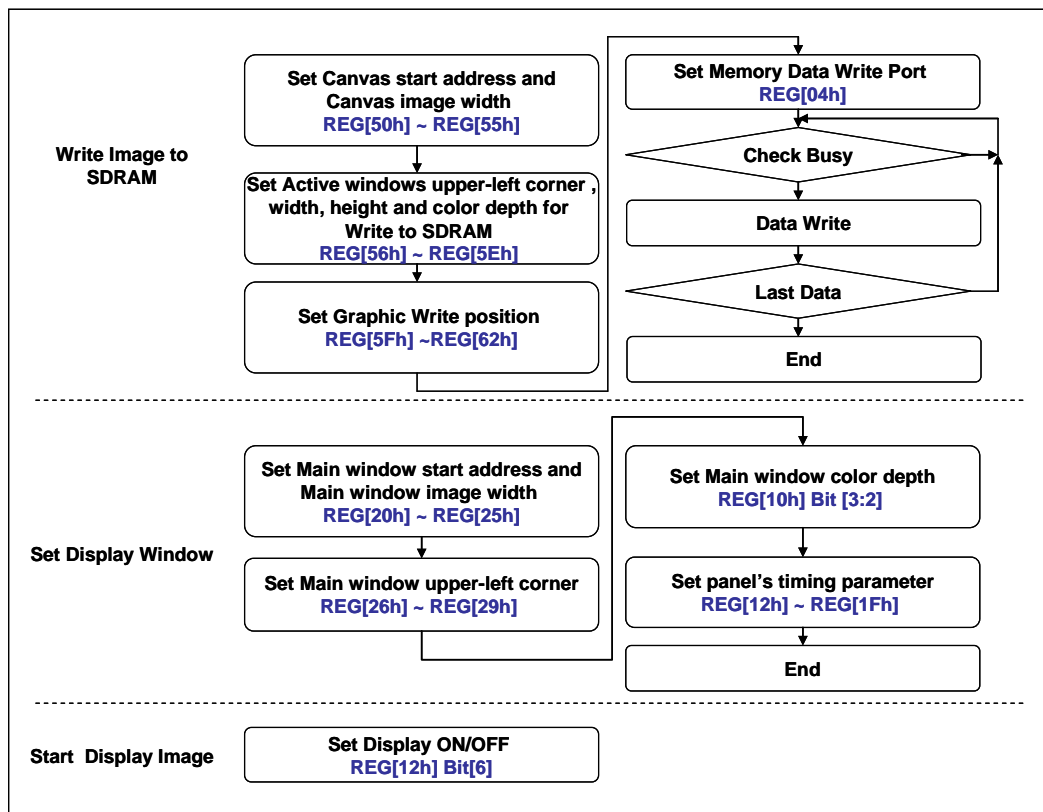 Write Image to
SDRAM
Set Canvas start address and
Canvas image width
REG[50h] ~ REG[55h]
Set Active windows upper-left corner ,
width, height and color depth for
Write to SDRAM
REG[56h] ~ REG[5Eh]
Set Graphic Write position
REG[5Fh] ~REG[62h]
Set Memory Data Write Port
REG[04h]
Check Busy
Data Write
Last Data
End
Set Display Window
Set Main window start address and
Main window image width
REG[20h] ~ REG[25h]
Set Main window upper-left corner
REG[26h] ~ REG[29h]
Set Main window color depth
REG[10h] Bit [3:2]
Set panel's timing parameter
REG[12h] ~ REG[1Fh]
End
Start  Display Image
Set Display ON/OFF
REG[12h] Bit[6]